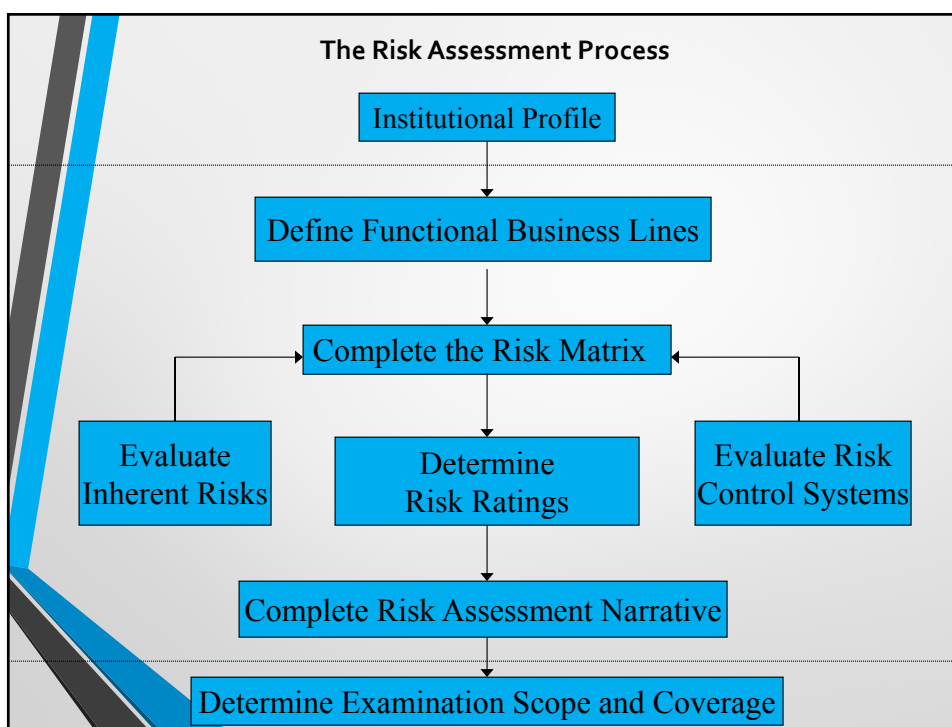 The Risk Assessment Process
Institutional Profile
Define Functional Business Lines
Complete the Risk Matrix
Evaluate
Inherent Risks
Determine
Risk Ratings
Evaluate Risk
Control Systems
Complete Risk Assessment Narrative
Determine Examination Scope and Coverage